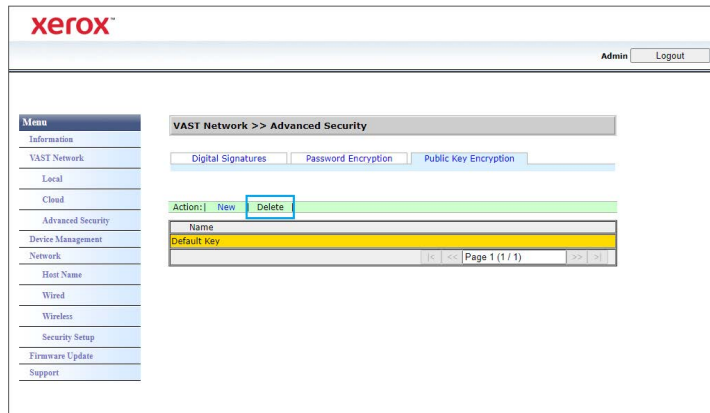 xerox™
Admin Logout
Menu
Information
VAST Network
Local
Cloud
Advanced Security
Device Management
Network
Host Name
Wired
Wireless
Security Setup
Firmware Update
Support
VAST Network >> Advanced Security
Digital Signatures Password Encryption Public Key Encryption
Action:| New | Delete |
Name
Default Key
|< << Page 1 (1 / 1) >> >|